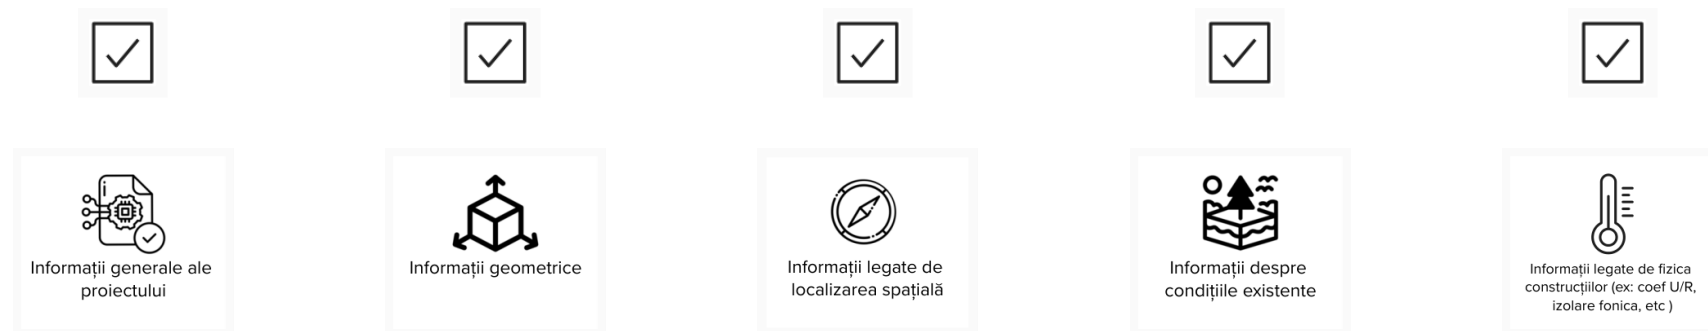 Informații generale ale
proiectului
Informații geometrice
Informații legate de
localizarea spațială
Informații despre
condițiile existente
Informații legate de fizica
construcțiilor (ex: coef U/R,
izolare fonica, etc )